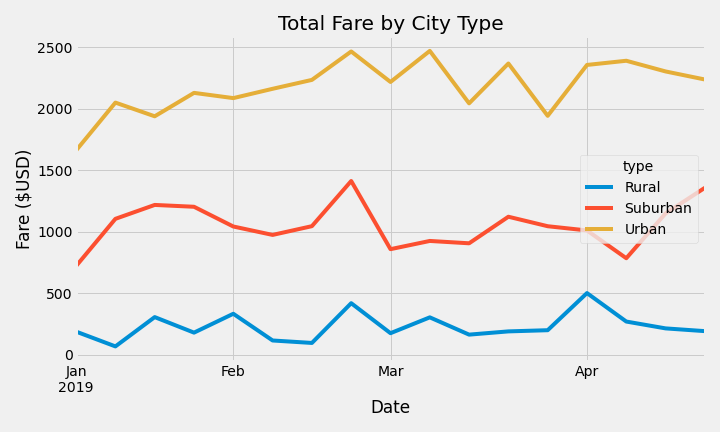 Total Fare by City Type
Fare ($USD)
2500
2000
1500
1000
500
0
type
Rural
Suburban
Urban
Jan
2019
Feb
Mar
Apr
Date